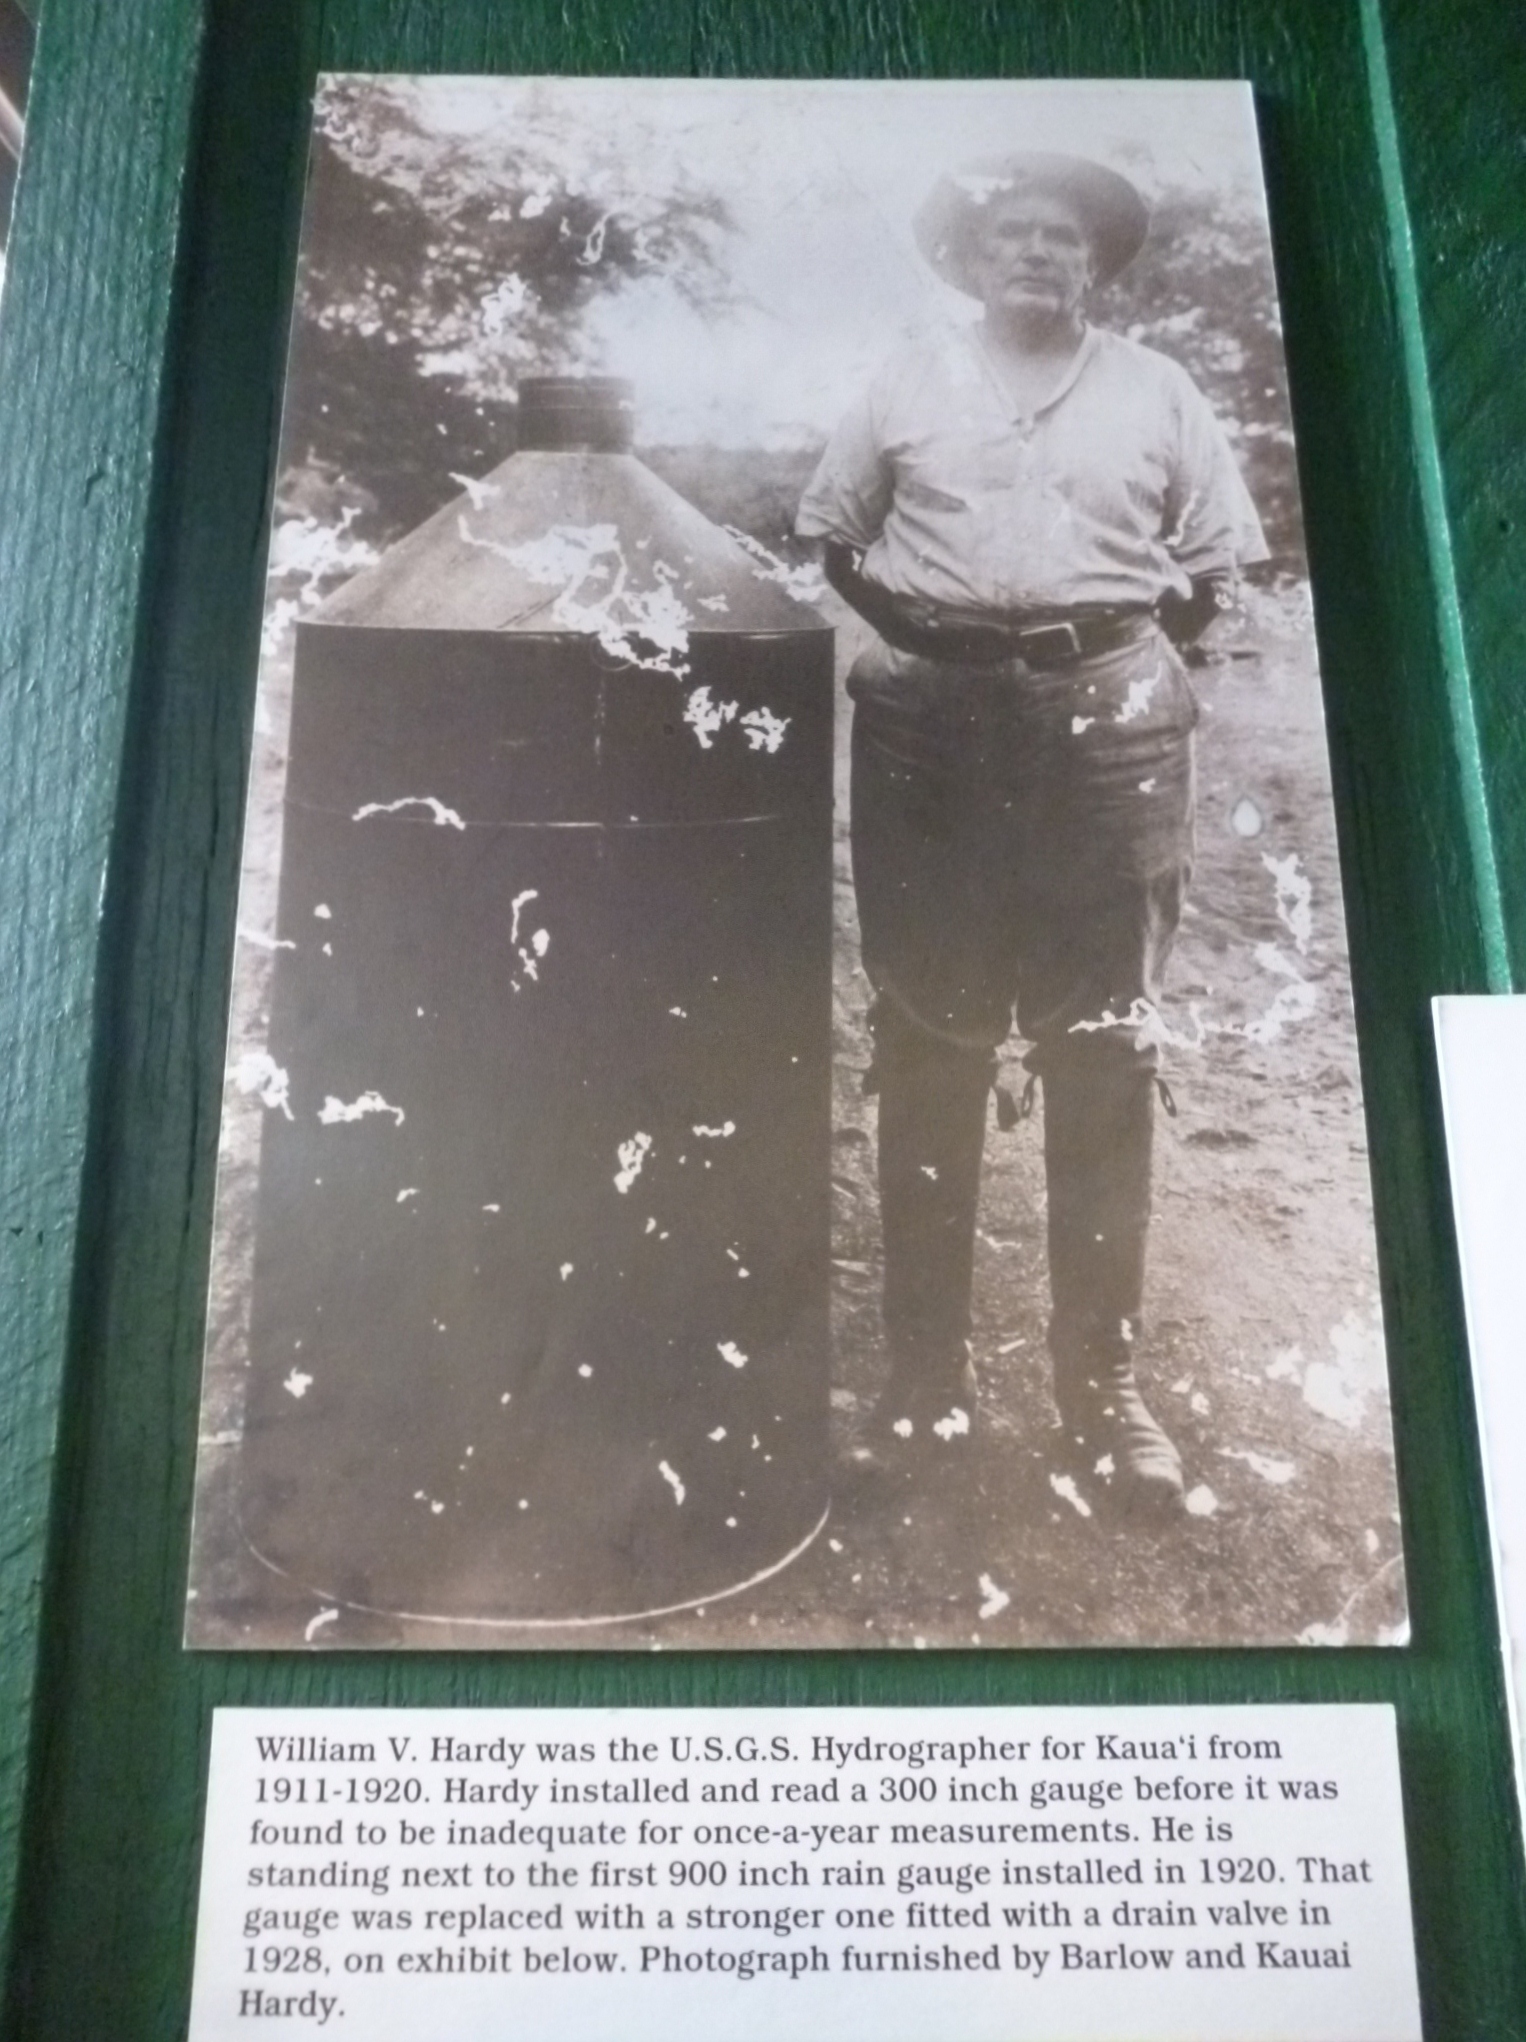 William V. Hardy was the U.S.G.S. Hydrographer for Kauaʻi from
1911-1920. Hardy installed and read a 300 inch gauge before it was
found to be inadequate for once-a-year measurements. He is
standing next to the first 900 inch rain gauge installed in 1920. That
gauge was replaced with a stronger one fitted with a drain valve in
1928, on exhibit below. Photograph furnished by Barlow and Kauai
Hardy.